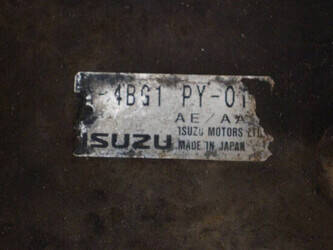 -4BG1 PY-01
AE/AA
ISUZU MOTORS LTD
ISUZU MADE IN JAPAN